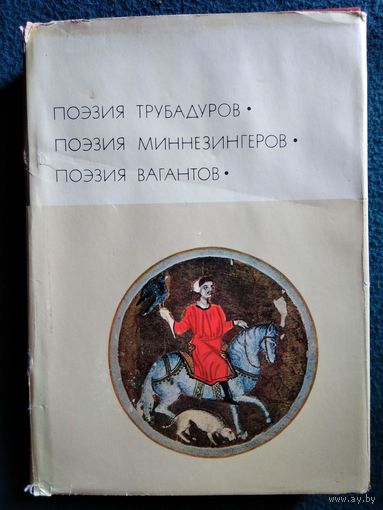 ПОЭЗИЯ ТРУБАДУРОВ •
ПОЭЗИЯ МИННЕЗИНГЕРОВ •
ПОЭЗИЯ ВАГАНТОВ •
www.ay.by